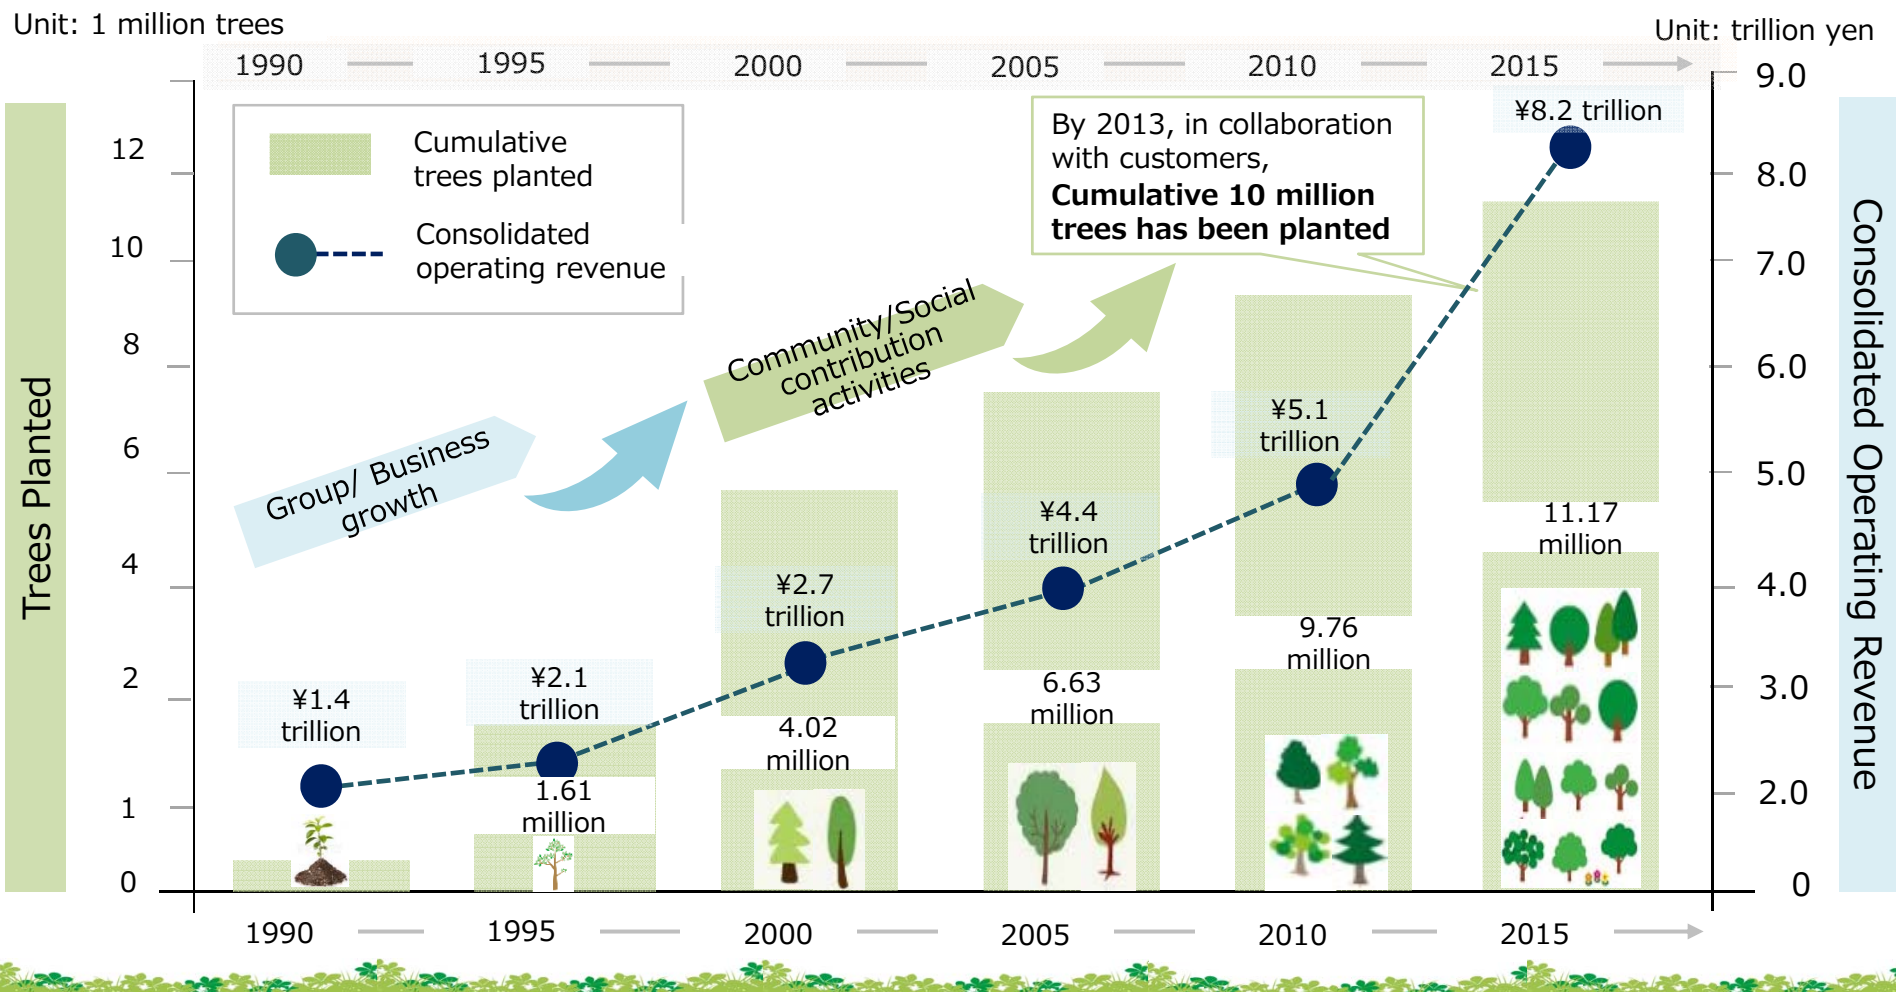 Unit: 1 million trees
Unit: trillion yen
1990
1995
2000
2005
2010
2015
9.0
8.0
7.0
6.0
5.0
4.0
3.0
2.0
0
12
10
8
6
4
2
1
0
Trees Planted
Consolidated Operating Revenue
Cumulative
trees planted
Consolidated
operating revenue
By 2013, in collaboration
with customers,
Cumulative 10 million
trees has been planted
Group/ Business
growth
Community/Social
contribution
activities
¥1.4
trillion
¥2.1
trillion
1.61
million
¥2.7
trillion
4.02
million
¥4.4
trillion
6.63
million
¥5.1
trillion
9.76
million
¥8.2 trillion
11.17
million
1990
1995
2000
2005
2010
2015